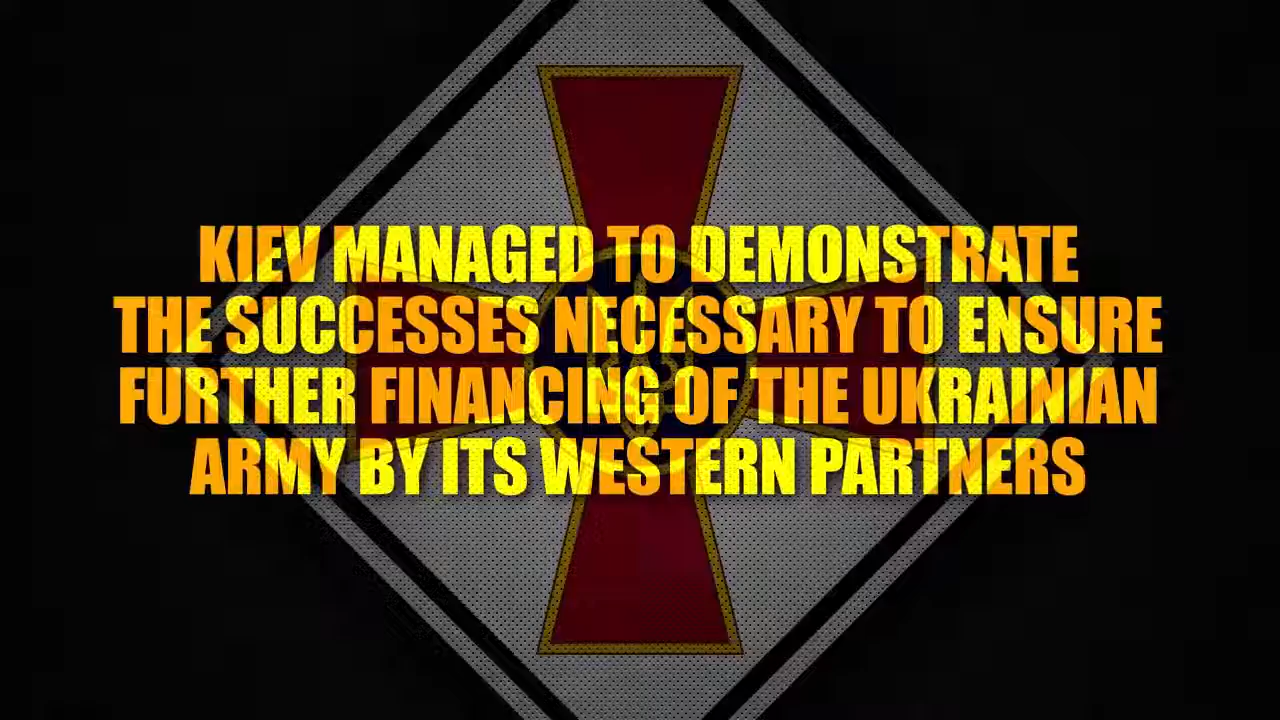 KIEV MANAGED TO DEMONSTRATE
THE SUCCESSES NECESSARY TO ENSURE
FURTHER FINANCING OF THE UKRAINIAN
ARMY BY ITS WESTERN PARTNERS